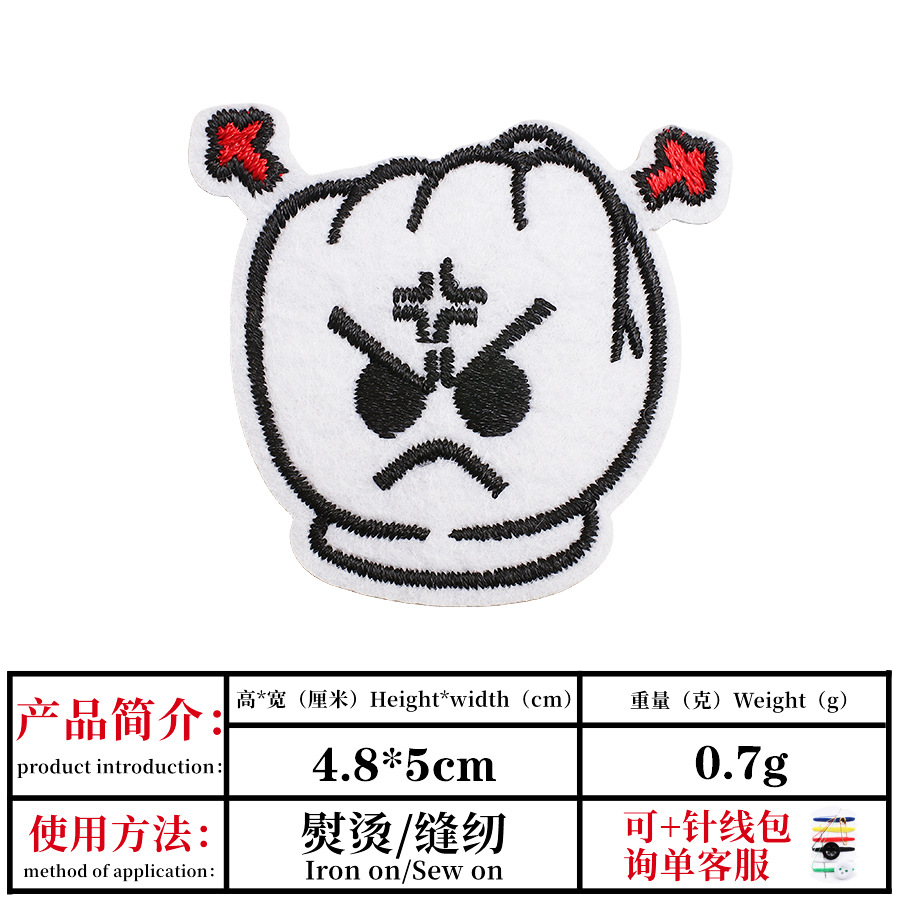 产品简介：
product introduction：
高*宽（厘米）Height*width（cm）
重量（克）Weight（g）
4.8*5cm
0.7g
使用方法：
method of application：
熨烫/缝纫
Iron on/Sew on
可+针线包
询单客服